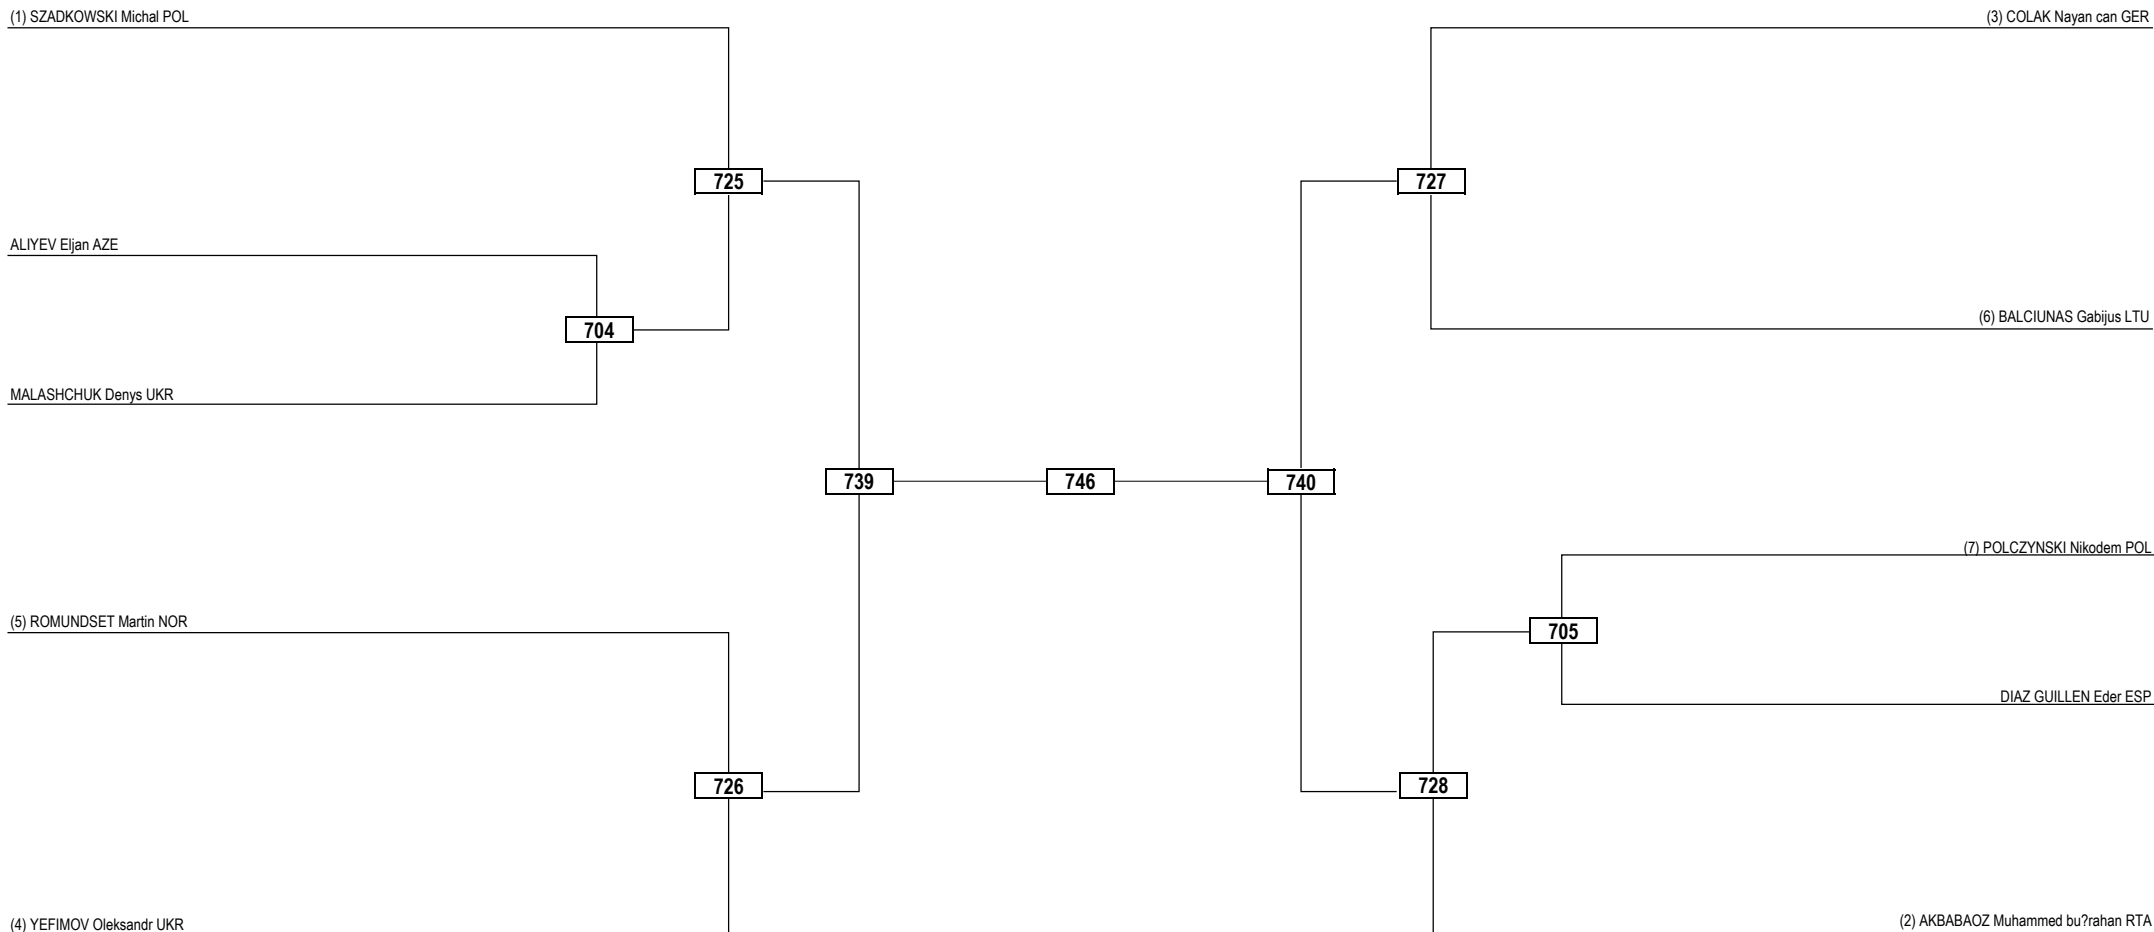 (1) SZADKOWSKI Michal POL
(3) COLAK Nayan can GER
725
727
ALIYEV Eljan AZE
704
(6) BALCIUNAS Gabijus LTU
MALASHCHUK Denys UKR
739
746
740
(7) POLCZYNSKI Nikodem POL
(5) ROMUNDSET Martin NOR
705
DIAZ GUILLEN Eder ESP
726
728
(4) YEFIMOV Oleksandr UKR
(2) AKBABAOZ Muhammed bu?rahan RTA